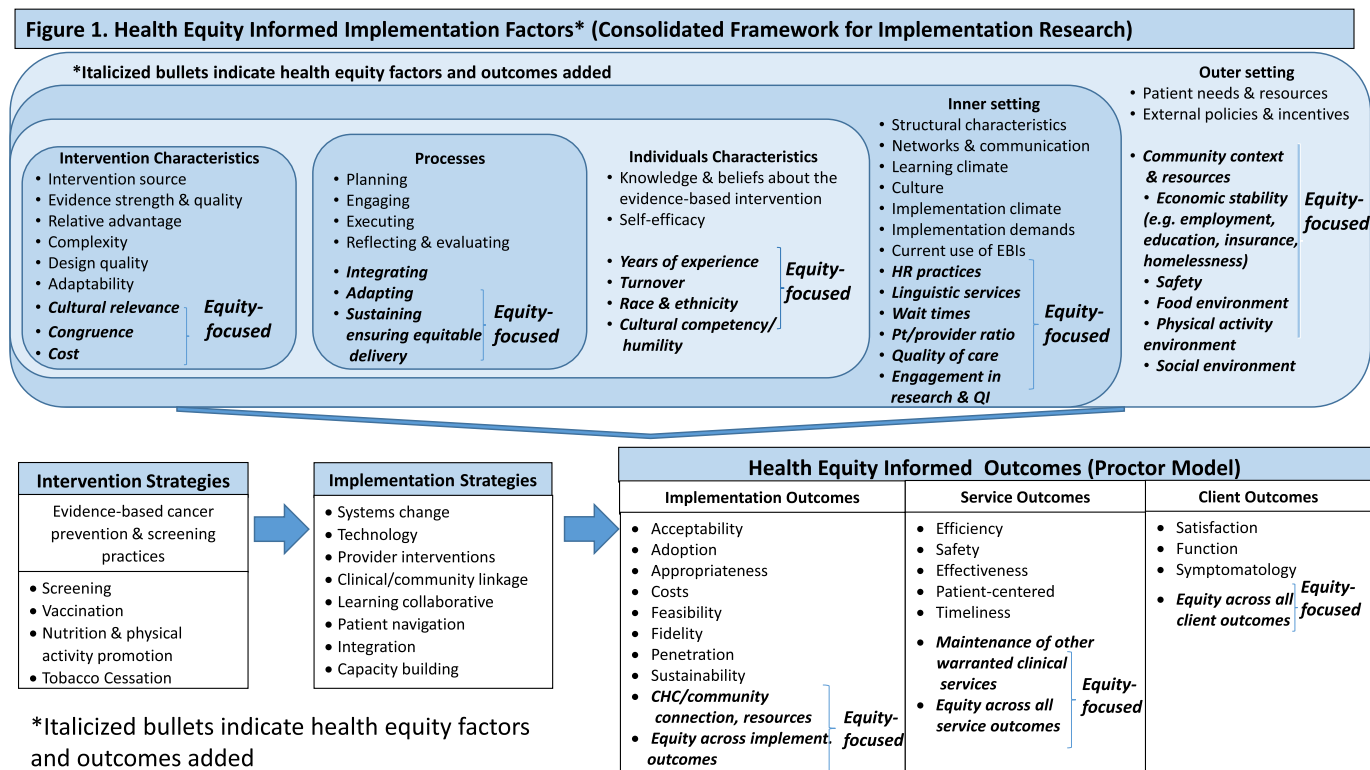 Figure 1. Health Equity Informed Implementation Factors* (Consolidated Framework for Implementation Research)
*Italicized bullets indicate health equity factors and outcomes added
Intervention Characteristics
• Intervention source
• Evidence strength & quality
• Relative advantage
• Complexity
• Design quality
• Adaptability
• Cultural relevance
• Congruence
• Cost
Equity-
focused
Processes
• Planning
• Engaging
• Executing
• Reflecting & evaluating
• Integrating
• Adapting
• Sustaining
ensuring equitable
delivery
Equity-
focused
Individuals Characteristics
• Knowledge & beliefs about the
evidence-based intervention
• Self-efficacy
• Years of experience
• Turnover
• Race & ethnicity
• Cultural competency/
humility
Equity-
focused
Inner setting
• Structural characteristics
• Networks & communication
• Learning climate
• Culture
• Implementation climate
• Implementation demands
• Current use of EBIs
• HR practices
• Linguistic services
• Wait times
• Pt/provider ratio
• Quality of care
• Engagement in
research & QI
Equity-
focused
Outer setting
• Patient needs & resources
• External policies & incentives
• Community context
& resources
• Economic stability
(e.g. employment,
education, insurance,
homelessness)
• Safety
• Food environment
• Physical activity
environment
• Social environment
Equity-
focused
Intervention Strategies
Evidence-based cancer
prevention & screening
practices
• Screening
• Vaccination
• Nutrition & physical
activity promotion
• Tobacco Cessation
Implementation Strategies
• Systems change
• Technology
• Provider interventions
• Clinical/community linkage
• Learning collaborative
• Patient navigation
• Integration
• Capacity building
Health Equity Informed  Outcomes (Proctor Model)
Implementation Outcomes
• Acceptability
• Adoption
• Appropriateness
• Costs
• Feasibility
• Fidelity
• Penetration
• Sustainability
• CHC/community
connection, resources
• Equity across implement.
outcomes
Equity-
focused
Service Outcomes
• Efficiency
• Safety
• Effectiveness
• Patient-centered
• Timeliness
• Maintenance of other
warranted clinical
services
• Equity across all
service outcomes
Equity-
focused
Client Outcomes
• Satisfaction
• Function
• Symptomatology
• Equity across all
client outcomes
Equity-
focused
*Italicized bullets indicate health equity factors
and outcomes added